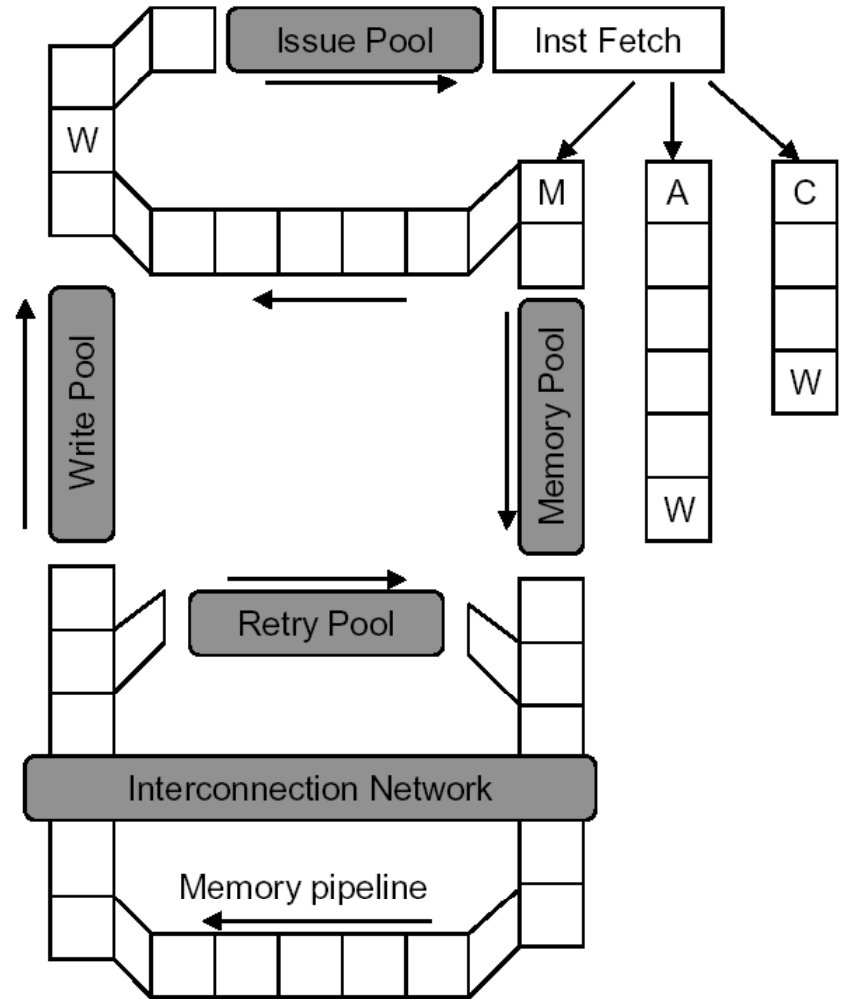 Issue Pool
Inst Fetch
W
M
A
C
W
Write Pool
Memory Pool
W
Retry Pool
Interconnection Network
Memory pipeline